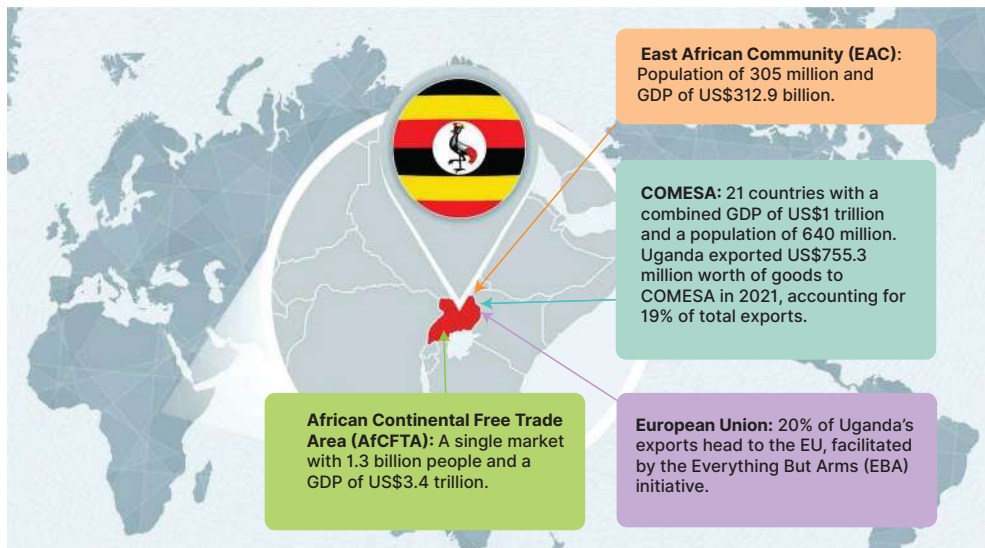 East African Community (EAC):
Population of 305 million and
GDP of US$312.9 billion.
COMESA: 21 countries with a
combined GDP of US$1 trillion
and a population of 640 million.
Uganda exported US$755.3
million worth of goods to
COMESA in 2021, accounting for
19% of total exports.
African Continental Free Trade
Area (AfCFTA): A single market
with 1.3 billion people and a
GDP of US$3.4 trillion.
European Union: 20% of Uganda’s
exports head to the EU, facilitated
by the Everything But Arms (EBA)
initiative.